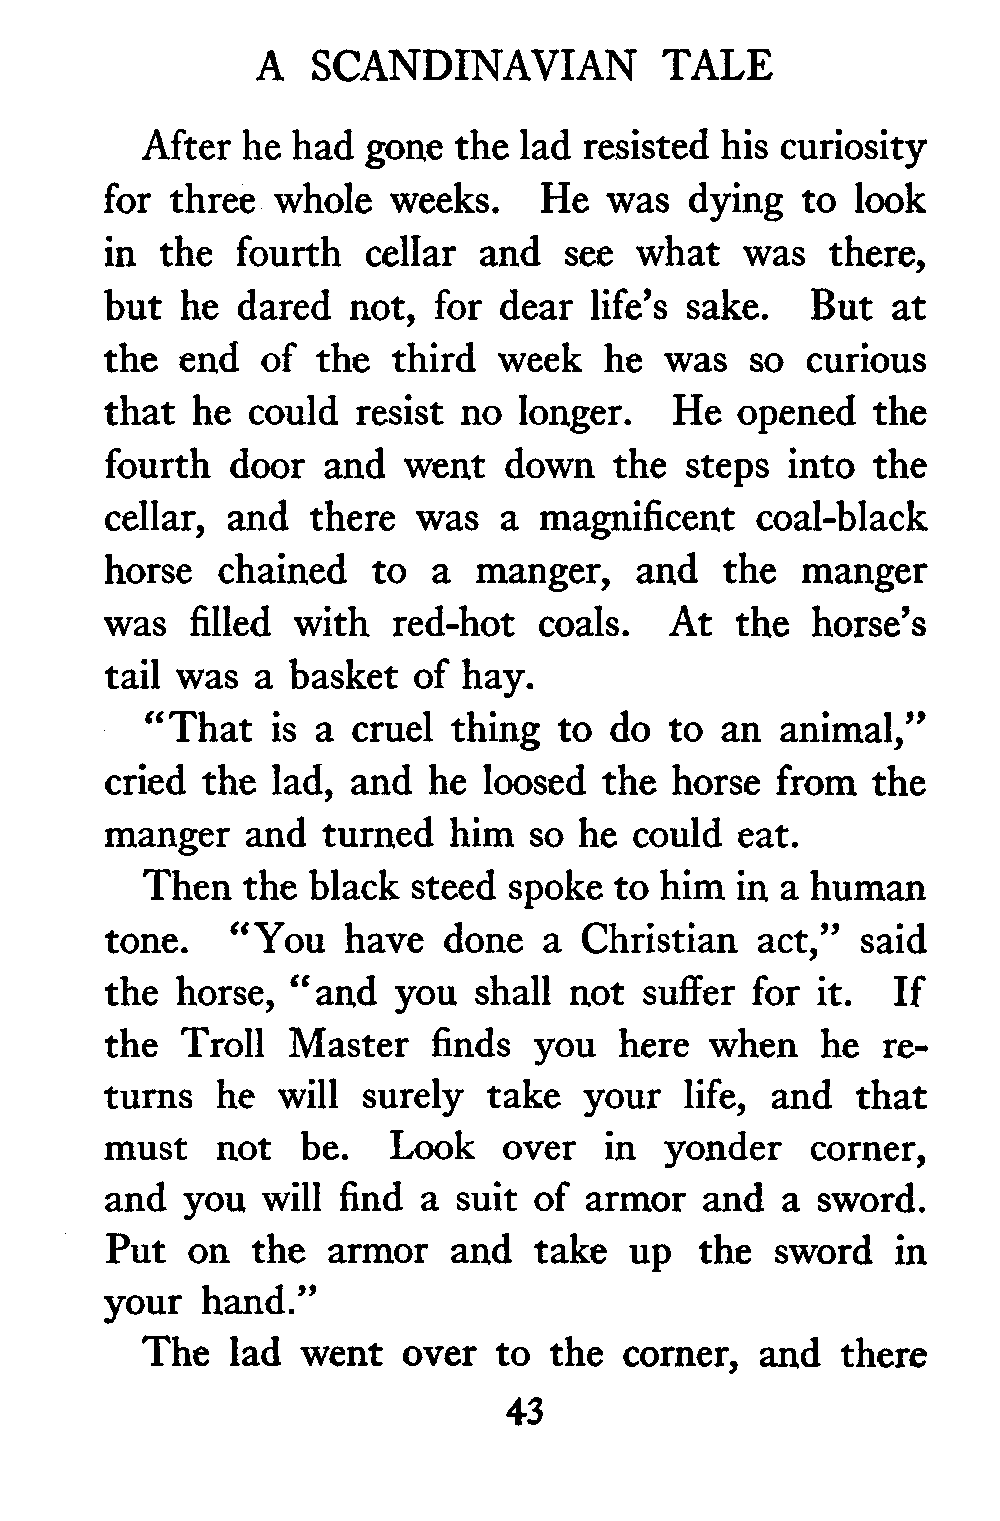 A SCANDINAVIAN TALE
After he had gone the lad resisted his curiosity
for three whole weeks. He was dying to look
in the fourth cellar and see what was there,
but he dared not, for dear life's sake. But at
the end of the third week he was so curious
that he could resist no longer. He opened the
fourth door and went down the steps into the
cellar, and there was a magnificent coal-black
horse chained to a manger, and the manger
was filled with red-hot coals. At the horse's
tail was a basket of hay.
"That is a cruel thing to do to an animal,"
cried the lad, and he loosed the horse from the
manger and turned him so he could eat.
Then the black steed spoke to him in a human
tone. "You have done a Christian act," said
the horse, "and you shall not suffer for it. If
the Troll Master finds you here when he re-
turns he will surely take your life, and that
must not be. Look over in yonder corner,
and you will find a suit of armor and a sword.
Put on the armor and take up the sword in
your hand."
The lad went over to the corner, and there
43